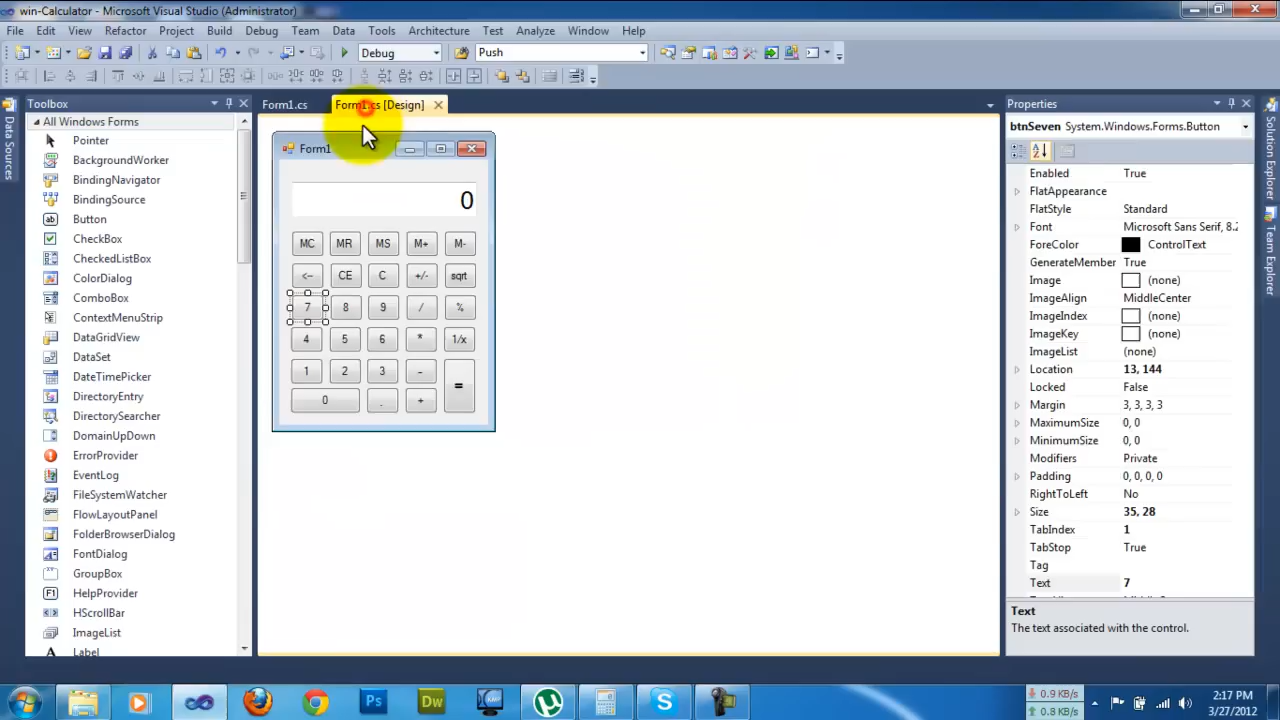 win-Calculator - Microsoft Visual Studio (Administrator)
File Edit View Refactor Project Build Debug Team Data Tools Architecture Test Analyze Window Help
Debug Push
Toolbox
Form1.cs Form1.cs [Design]
Properties
Data Sources
All Windows Forms
Pointer
BackgroundWorker
BindingNavigator
BindingSource
Button
CheckBox
CheckedListBox
ColorDialog
ComboBox
ContextMenuStrip
DataGridView
DataSet
DateTimePicker
DirectoryEntry
DirectorySearcher
DomainUpDown
ErrorProvider
EventLog
FileSystemWatcher
FlowLayoutPanel
FolderBrowserDialog
FontDialog
GroupBox
HelpProvider
HScrollBar
ImageList
Label
Form1
0
MC MR MS M+ M-
<-- CE C +/- sqrt
7 8 9 / %
4 5 6 * 1/x
1 2 3 - =
0 . +
btnSeven System.Windows.Forms.Button
Enabled True
FlatAppearance
FlatStyle Standard
Font Microsoft Sans Serif, 8.2
ForeColor ControlText
GenerateMember True
Image (none)
ImageAlign MiddleCenter
ImageIndex
ImageKey (none)
ImageList (none)
Location 13, 144
Locked False
Margin 3, 3, 3, 3
MaximumSize 0, 0
MinimumSize 0, 0
Modifiers Private
Padding 0, 0, 0, 0
RightToLeft No
Size 35, 28
TabIndex 1
TabStop True
Tag
Text 7
Text
The text associated with the control.
Solution Explorer
Team Explorer
Ps Dw
0.9 KB/s
0.8 KB/s
2:17 PM
3/27/2012